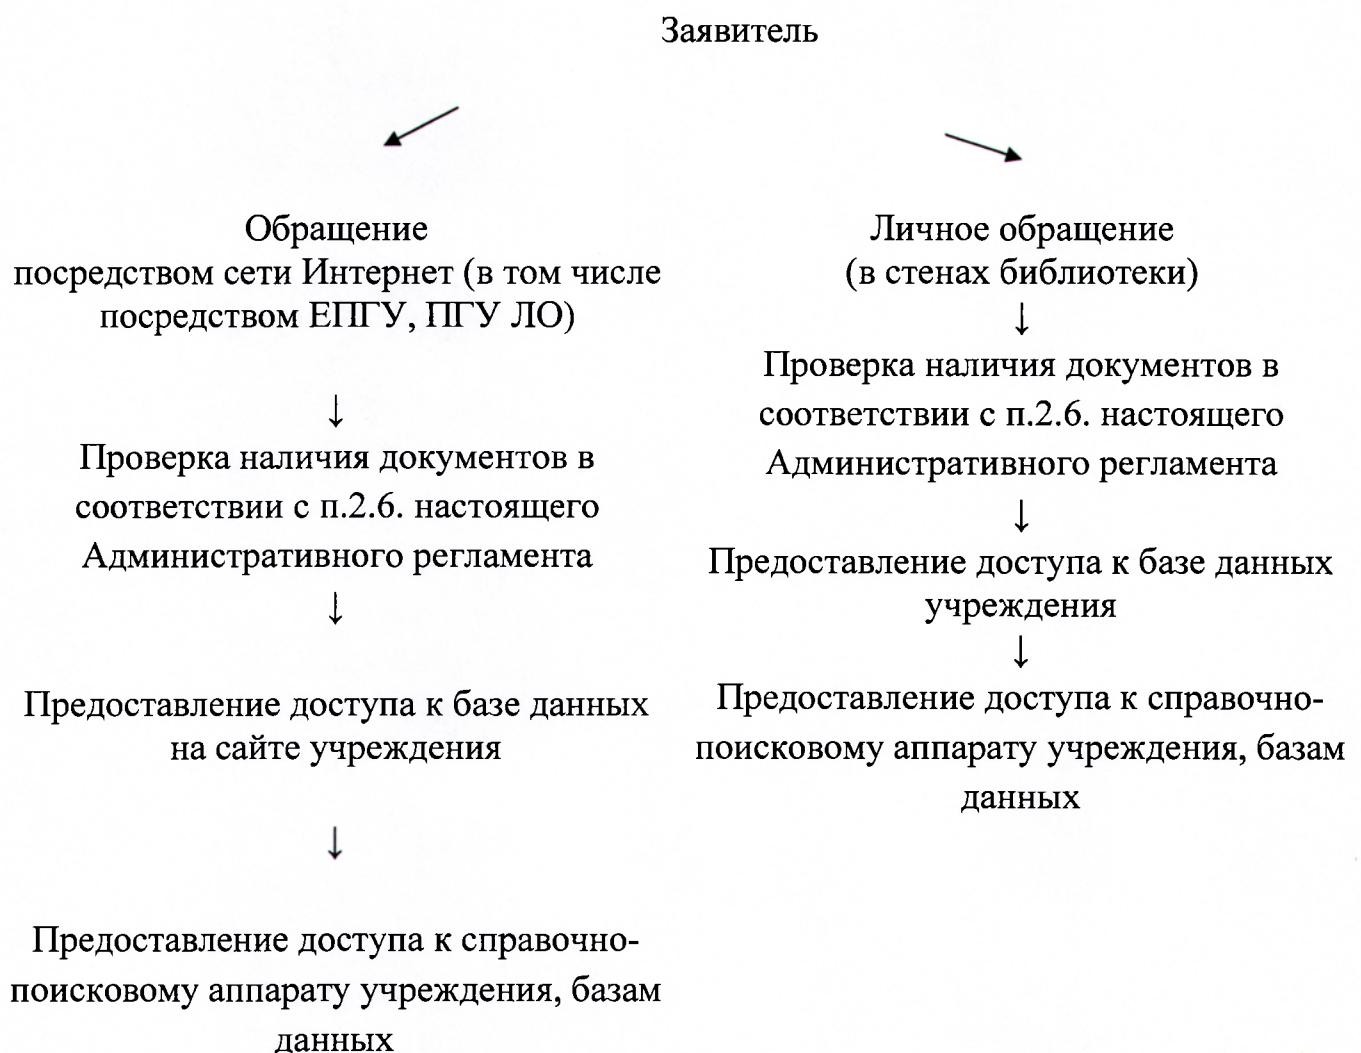 Заявитель
Обращение
посредством сети Интернет (в том числе
посредством ЕПГУ, ПГУ ЛО)
↓
Проверка наличия документов в
соответствии с п.2.6. настоящего
Административного регламента
↓
Предоставление доступа к базе данных
на сайте учреждения
↓
Предоставление доступа к справочно-
поисковому аппарату учреждения, базам
данных
Личное обращение
(в стенах библиотеки)
↓
Проверка наличия документов в
соответствии с п.2.6. настоящего
Административного регламента
↓
Предоставление доступа к базе данных
учреждения
↓
Предоставление доступа к справочно-
поисковому аппарату учреждения, базам
данных